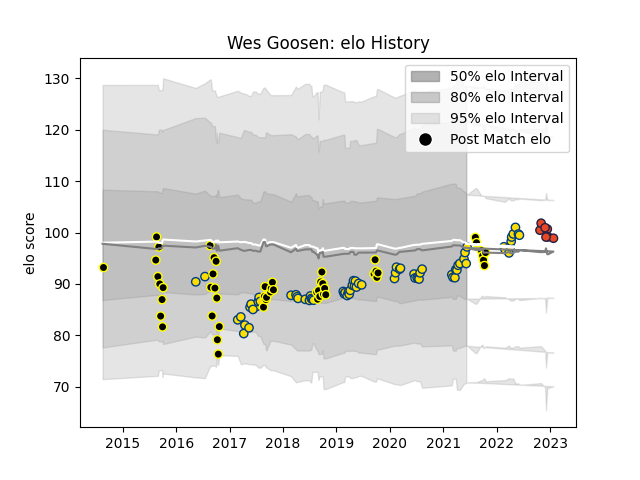 Wes Goosen: elo History
50% elo Interval
80% elo Interval
95% elo Interval
Post Match elo
elo score
130
120
110
100
90
80
70
2015 2016 2017 2018 2019 2020 2021 2022 2023